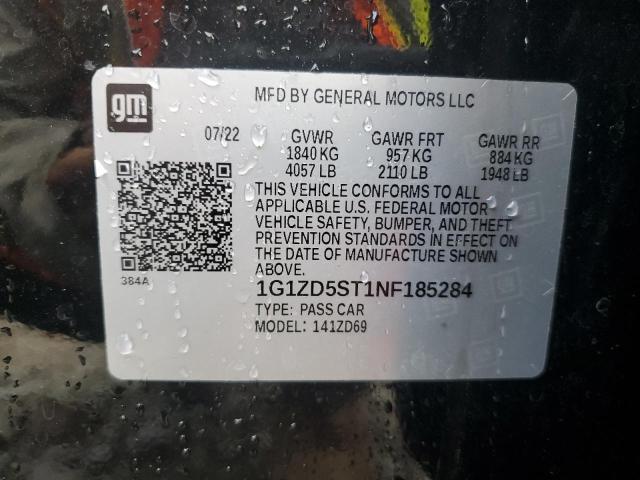 gm
MFD BY GENERAL MOTORS LLC
07/22 GVWR GAWR FRT GAWR RR
1840 KG 957 KG 884 KG
4057 LB 2110 LB 1948 LB
THIS VEHICLE CONFORMS TO ALL
APPLICABLE U.S. FEDERAL MOTOR
VEHICLE SAFETY, BUMPER, AND THEFT
PREVENTION STANDARDS IN EFFECT ON
THE DATE OF MANUFACTURE SHOWN
ABOVE.
384A
1G1ZD5ST1NF185284
TYPE: PASS CAR
MODEL: 141ZD69